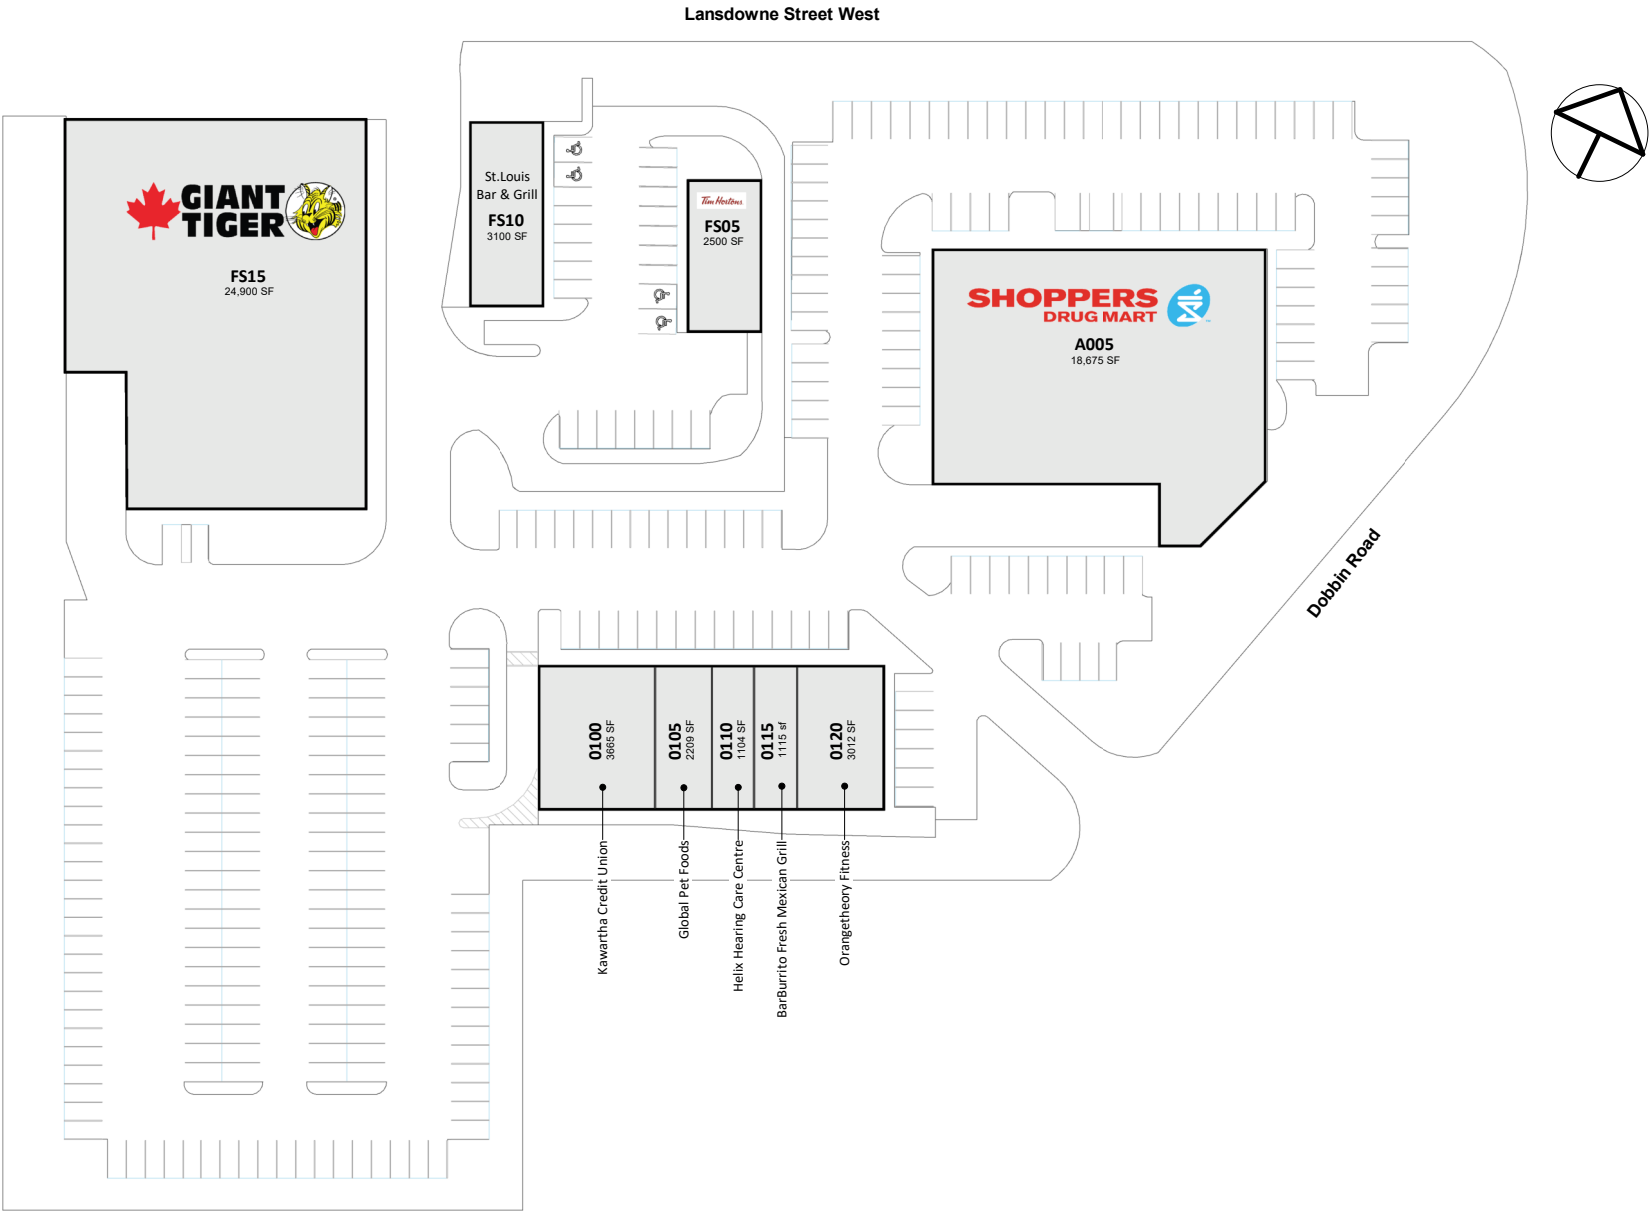 Lansdowne Street West
GIANT
TIGER
FS15
24,900 SF
St.Louis
Bar & Grill
FS10
3100 SF
Tim Hortons
FS05
2500 SF
SHOPPERS
DRUG MART
A005
18,675 SF
Dobbin Road
0100
3665 SF
0105
2209 SF
0110
1104 SF
0115
1115 sf
0120
3012 SF
Kawartha Credit Union
Global Pet Foods
Helix Hearing Care Centre
BarBurrito Fresh Mexican Grill
Orangetheory Fitness